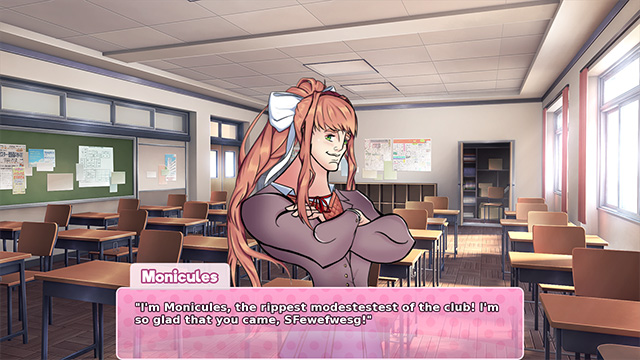 Monicules
"I'm Monicules, the rippest modestestest of the club! I'm
so glad that you came, SFewefwesg!"